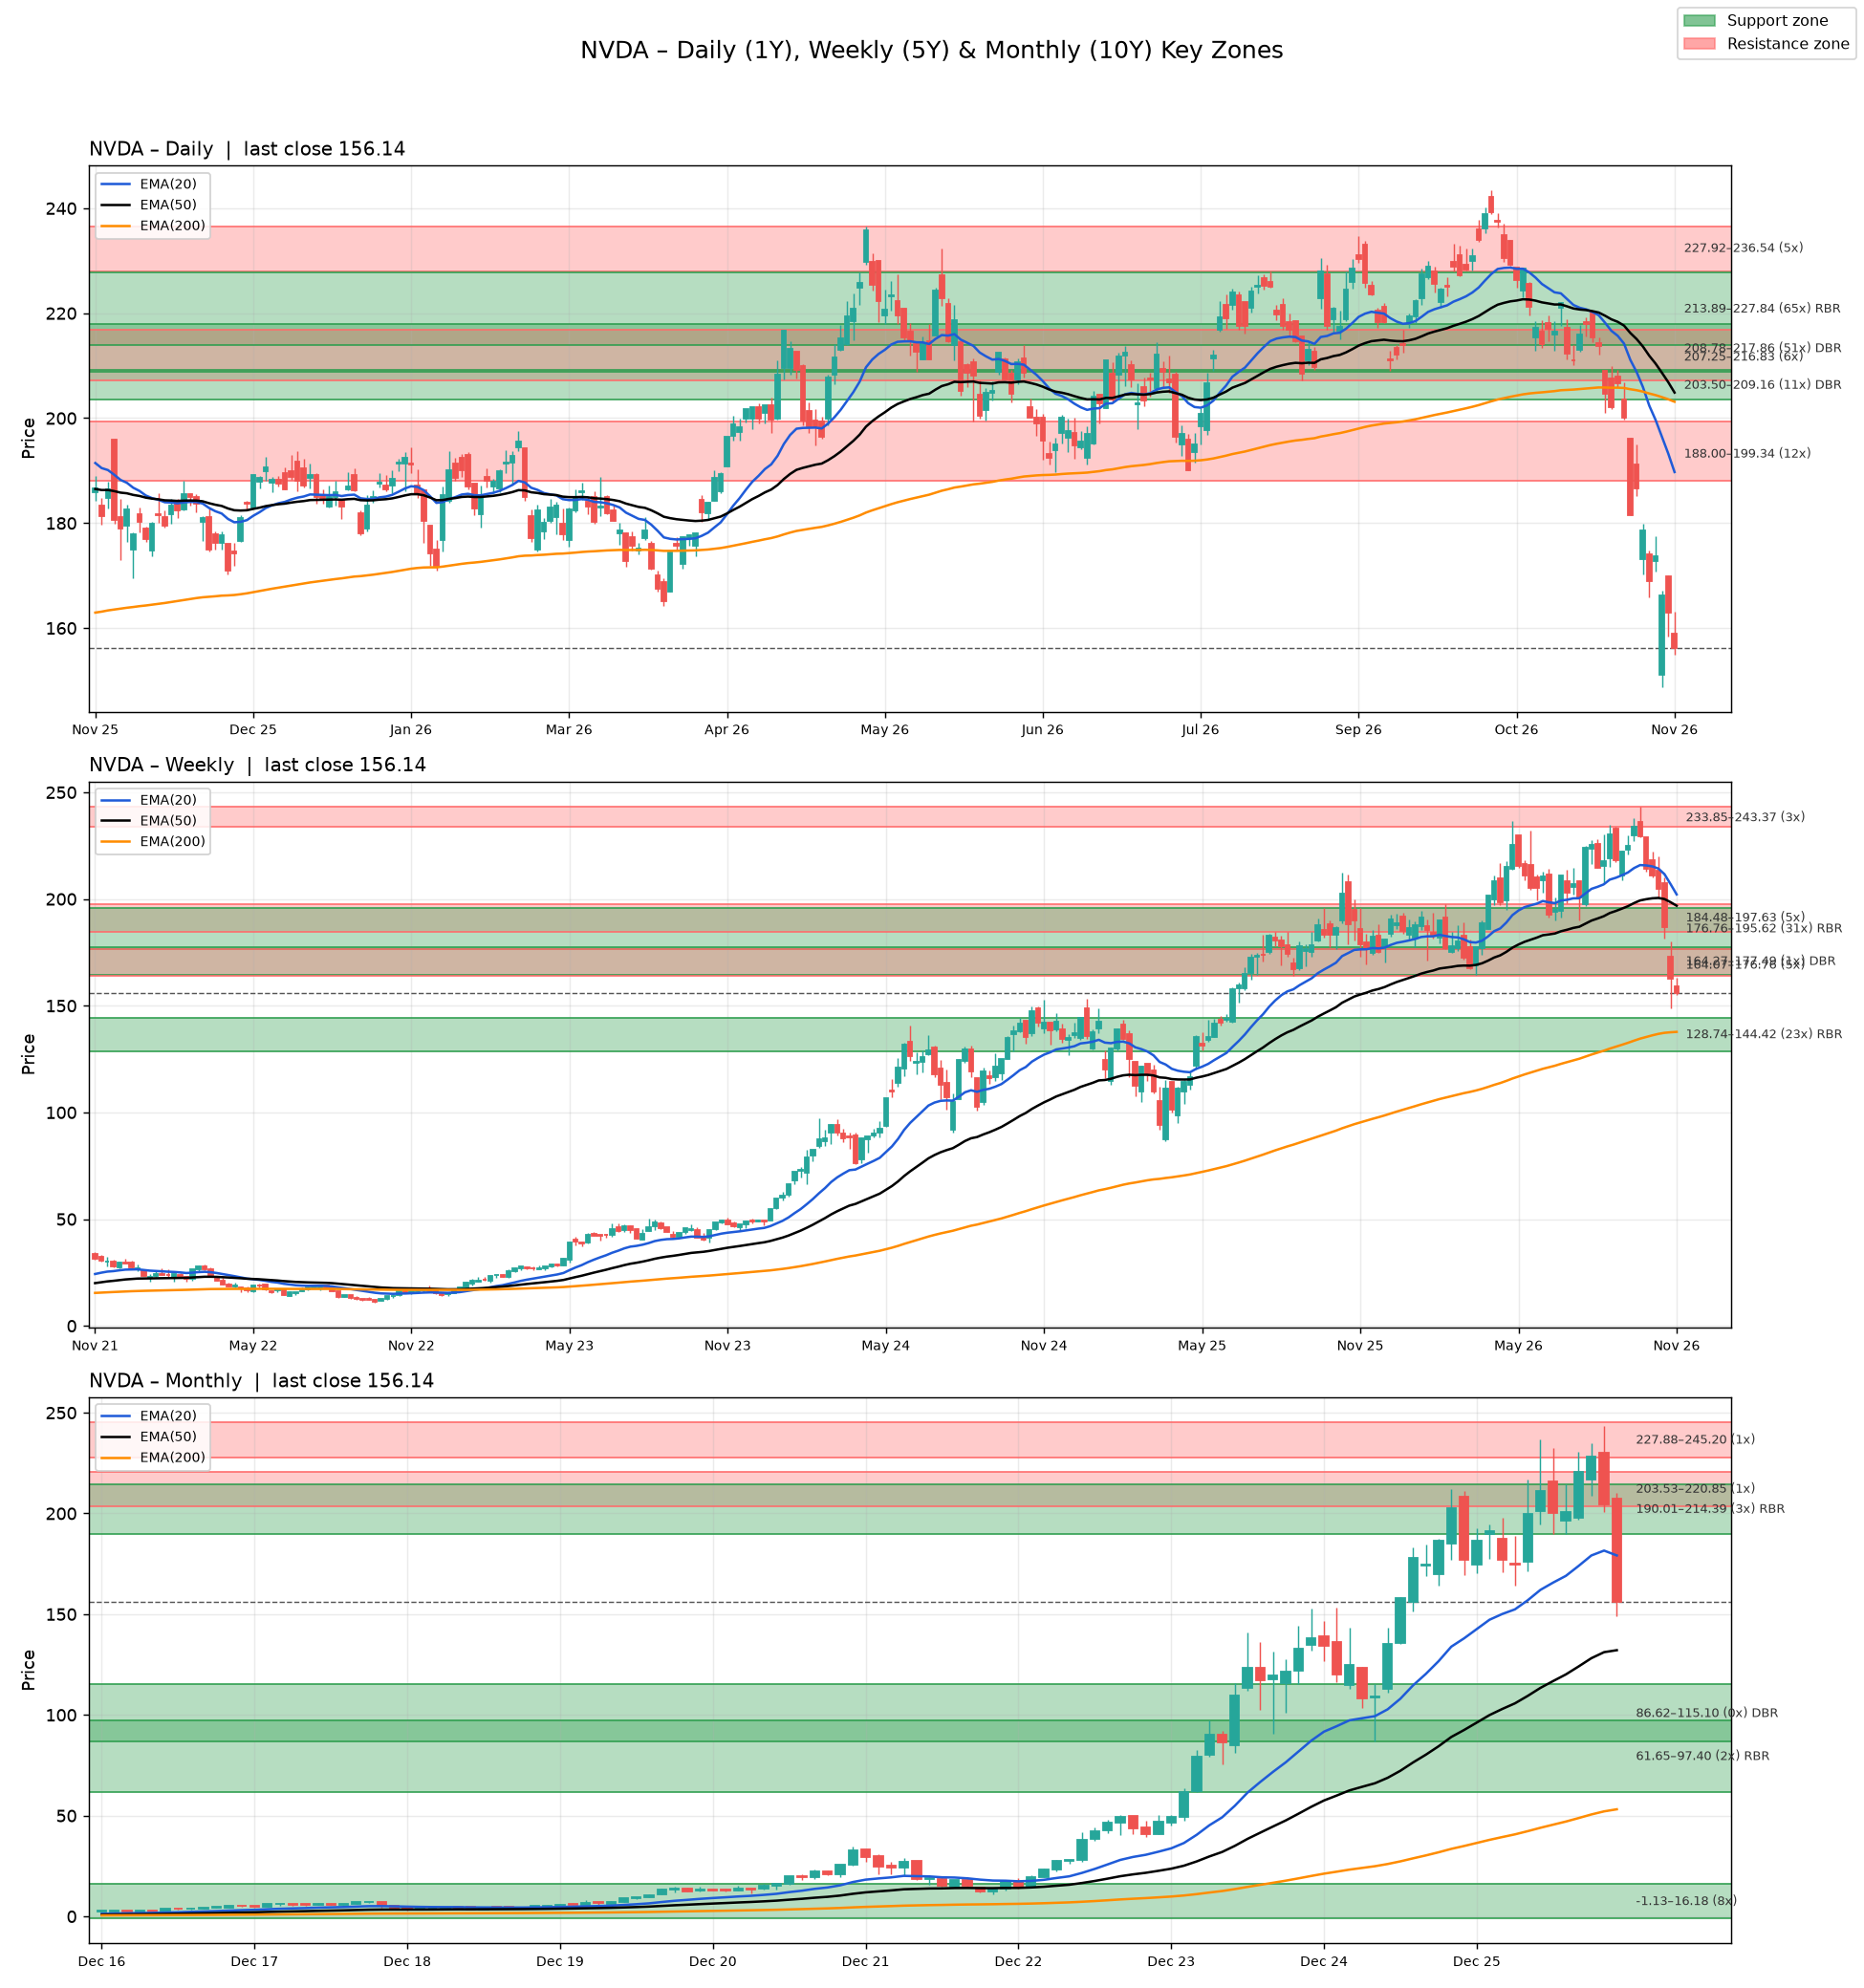 Support zone
Resistance zone
NVDA – Daily (1Y), Weekly (5Y) & Monthly (10Y) Key Zones
NVDA – Daily | last close 156.14
EMA(20)
EMA(50)
EMA(200)
Price
240
220
200
180
160
227.92–236.54 (5x)
213.89–227.84 (65x) RBR
208.78–217.86 (51x) DBR
207.25–216.83 (6x)
203.50–209.16 (11x) DBR
188.00–199.34 (12x)
Nov 25 Dec 25 Jan 26 Mar 26 Apr 26 May 26 Jun 26 Jul 26 Sep 26 Oct 26 Nov 26
NVDA – Weekly | last close 156.14
EMA(20)
EMA(50)
EMA(200)
Price
250
200
150
100
50
0
233.85–243.37 (3x)
184.48–197.63 (5x)
176.76–195.62 (31x) RBR
128.74–144.42 (23x) RBR
Nov 21 May 22 Nov 22 May 23 Nov 23 May 24 Nov 24 May 25 Nov 25 May 26 Nov 26
NVDA – Monthly | last close 156.14
EMA(20)
EMA(50)
EMA(200)
Price
250
200
150
100
50
0
227.88–245.20 (1x)
203.53–220.85 (1x)
190.01–214.39 (3x) RBR
86.62–115.10 (0x) DBR
61.65–97.40 (2x) RBR
-1.13–16.18 (8x)
Dec 16 Dec 17 Dec 18 Dec 19 Dec 20 Dec 21 Dec 22 Dec 23 Dec 24 Dec 25